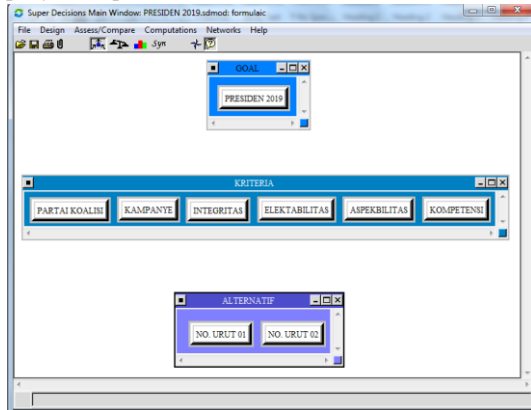 Super Decisions Main Window: PRESIDEN 2019.sdmod: formulaic
File Design Assess/Compare Computations Networks Help
Syn
GOAL
PRESIDEN 2019
KRITERIA
PARTAI KOALISI KAMPANYE INTEGRITAS ELEKTABILITAS ASPEKBILITAS KOMPETENSI
ALTERNATIF
NO. URUT 01 NO. URUT 02